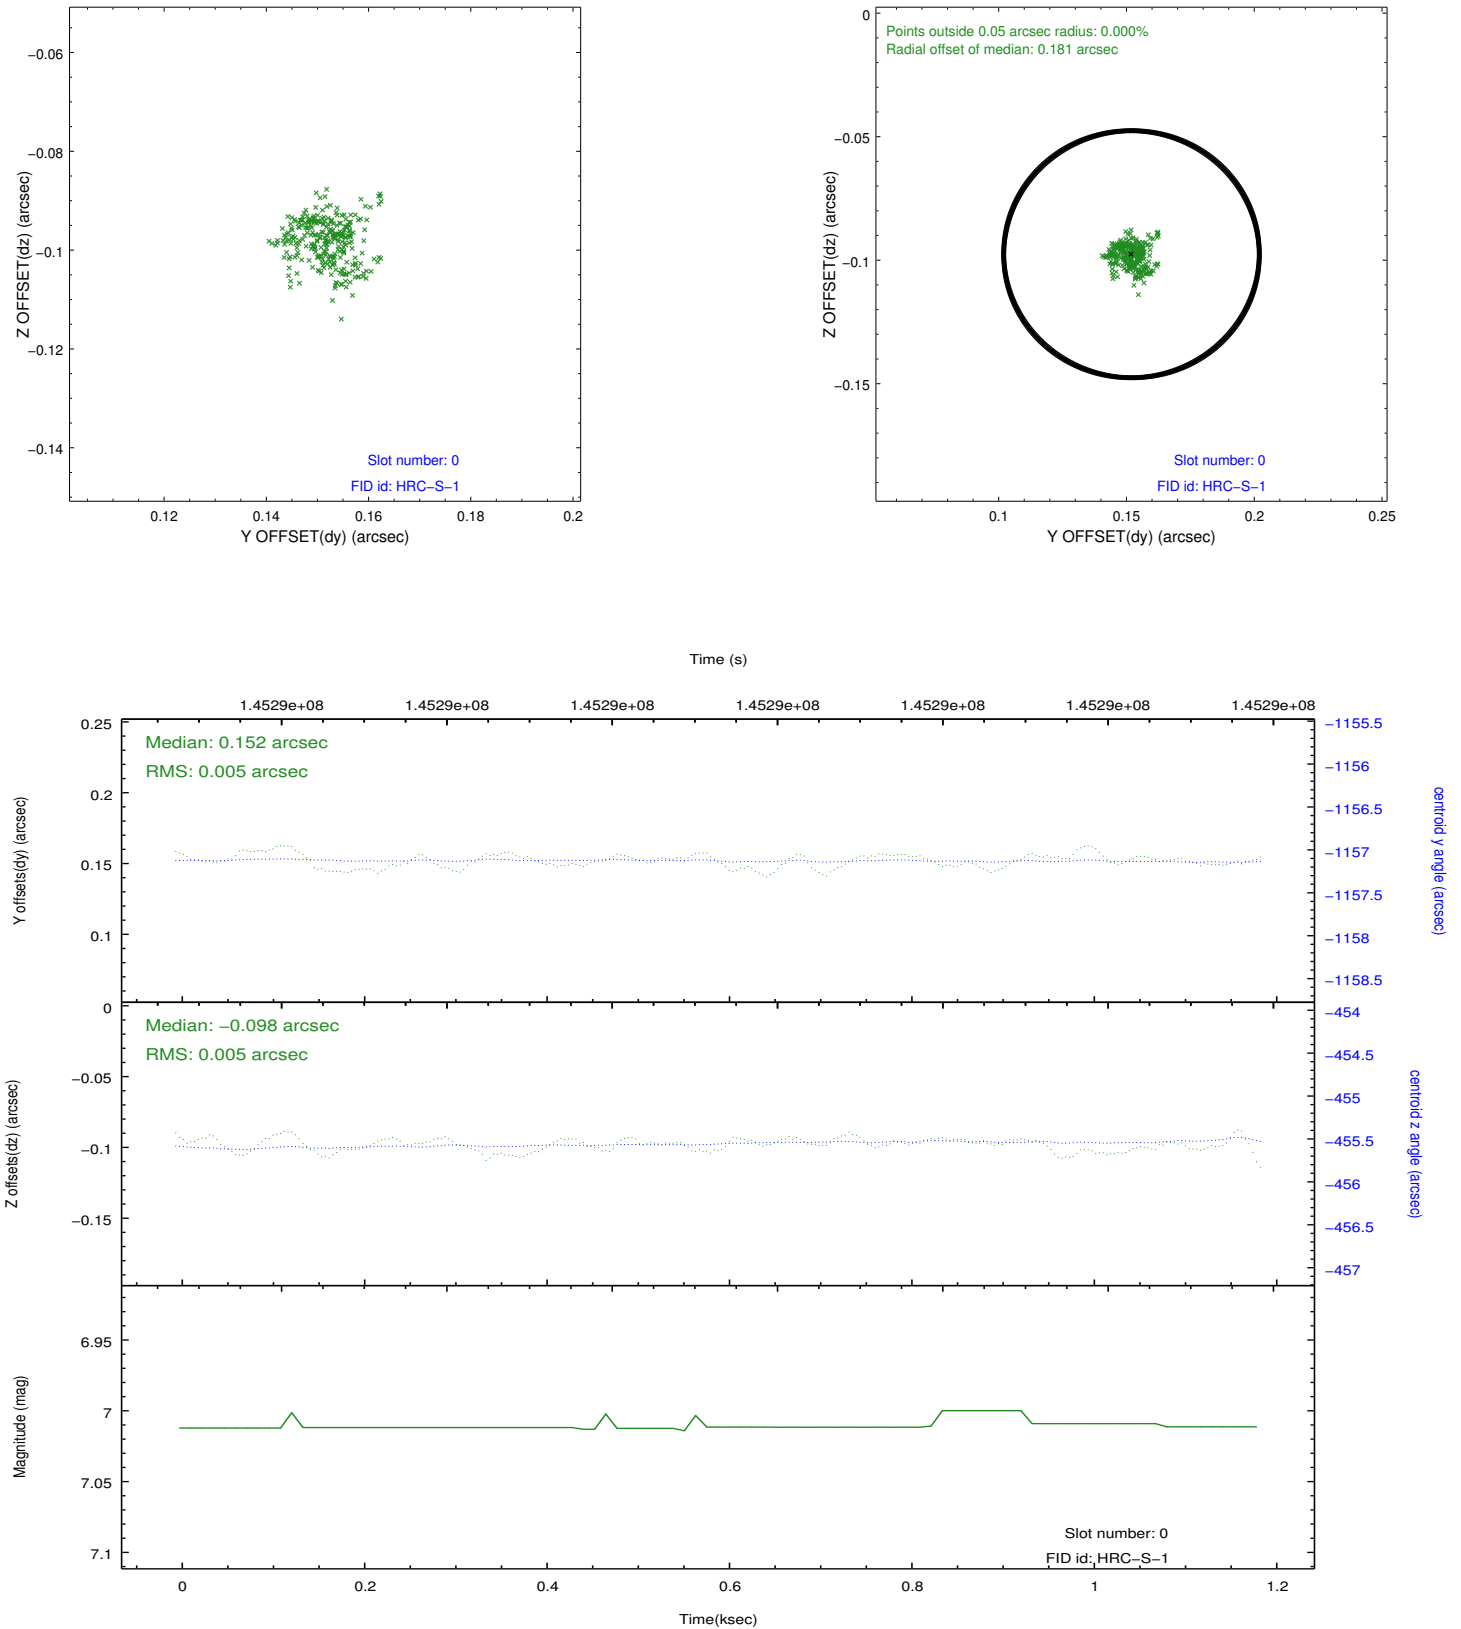 −0.06
−0.08
−0.1
−0.12
−0.14
Z OFFSET(dz) (arcsec)
Slot number: 0
FID id: HRC−S−1
0.12 0.14 0.16 0.18 0.2
Y OFFSET(dy) (arcsec)
Points outside 0.05 arcsec radius: 0.000%
Radial offset of median: 0.181 arcsec
0
−0.05
−0.1
−0.15
Z OFFSET(dz) (arcsec)
Slot number: 0
FID id: HRC−S−1
0.1 0.15 0.2 0.25
Y OFFSET(dy) (arcsec)
Time (s)
1.4529e+08 1.4529e+08 1.4529e+08 1.4529e+08 1.4529e+08 1.4529e+08 1.4529e+08
Median: 0.152 arcsec
RMS: 0.005 arcsec
0.25
0.2
0.15
0.1
Y offsets(dy) (arcsec)
−1155.5
−1156
−1156.5
−1157
−1157.5
−1158
−1158.5
centroid y angle (arcsec)
Median: −0.098 arcsec
RMS: 0.005 arcsec
0
−0.05
−0.1
−0.15
Z offsets(dz) (arcsec)
−454
−454.5
−455
−455.5
−456
−456.5
−457
centroid z angle (arcsec)
6.95
7
7.05
7.1
Magnitude (mag)
Slot number: 0
FID id: HRC−S−1
0 0.2 0.4 0.6 0.8 1 1.2
Time(ksec)